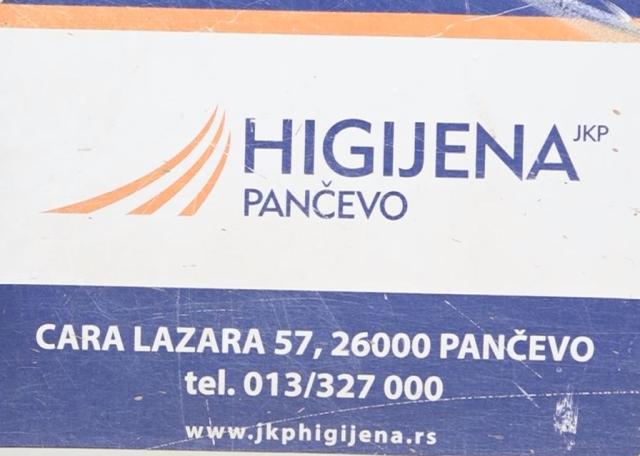 HIGIJENA JKP
PANČEVO
CARA LAZARA 57, 26000 PANČEVO
tel. 013/327 000
www.jkphigijena.rs